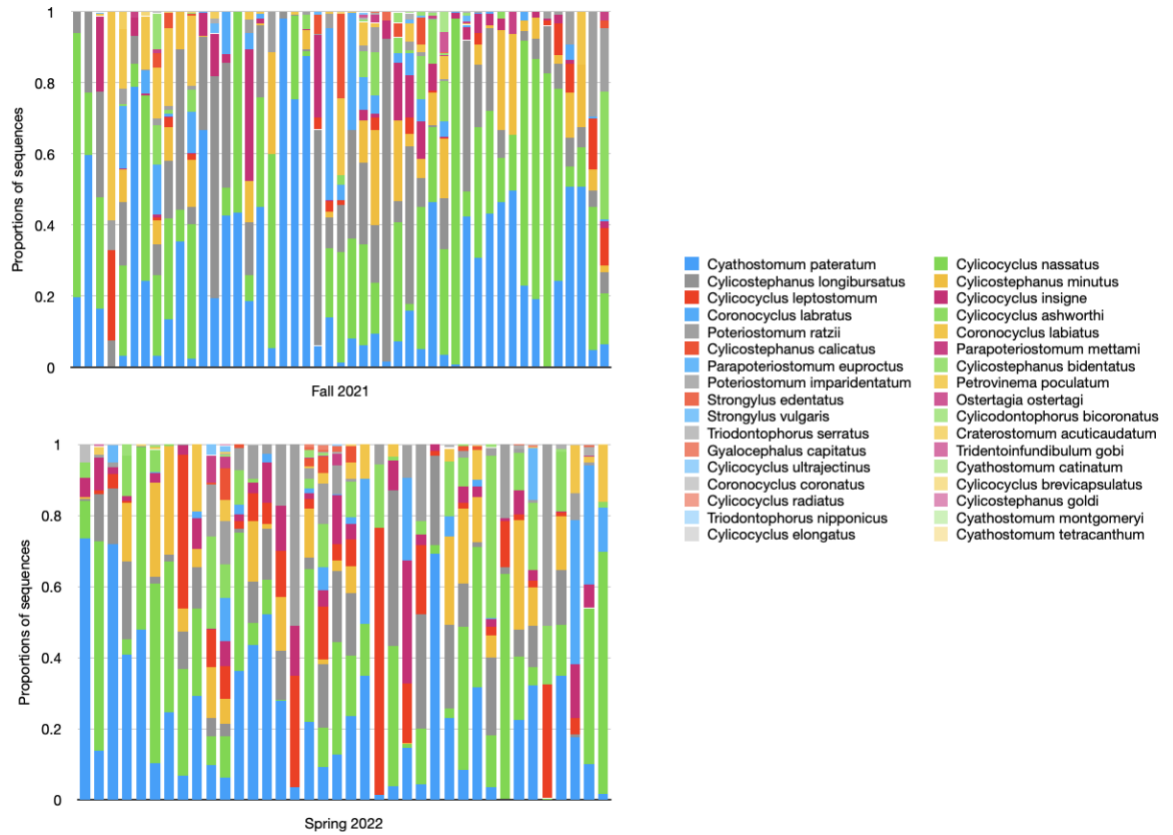 1
0.8
0.6
0.4
0.2
0
Proportions of sequences
Fall 2021
1
0.8
0.6
0.4
0.2
0
Proportions of sequences
Spring 2022
Cyathostomum pateratum
Cylicostephanus longibursatus
Cylicocyclus leptostomum
Coronocyclus labratus
Poteriostomum ratzii
Cylicostephanus calicatus
Parapoteriostomum euproctus
Poteriostomum imparidentatum
Strongylus edentatus
Strongylus vulgaris
Triodontophorus serratus
Gyalocephalus capitatus
Cylicocyclus ultrajectinus
Coronocyclus coronatus
Cylicocyclus radiatus
Triodontophorus nipponicus
Cylicocyclus elongatus
Cylicocyclus nassatus
Cylicostephanus minutus
Cylicocyclus insigne
Cylicocyclus ashworthi
Coronocyclus labiatus
Parapoteriostomum mettami
Cylicostephanus bidentatus
Petrovinema poculatum
Ostertagia ostertagi
Cylicodontophorus bicoronatus
Craterostomum acuticaudatum
Tridentoinfundibulum gobi
Cyathostomum catinatum
Cylicocyclus brevicapsulatus
Cylicostephanus goldi
Cyathostomum montgomeryi
Cyathostomum tetracanthum